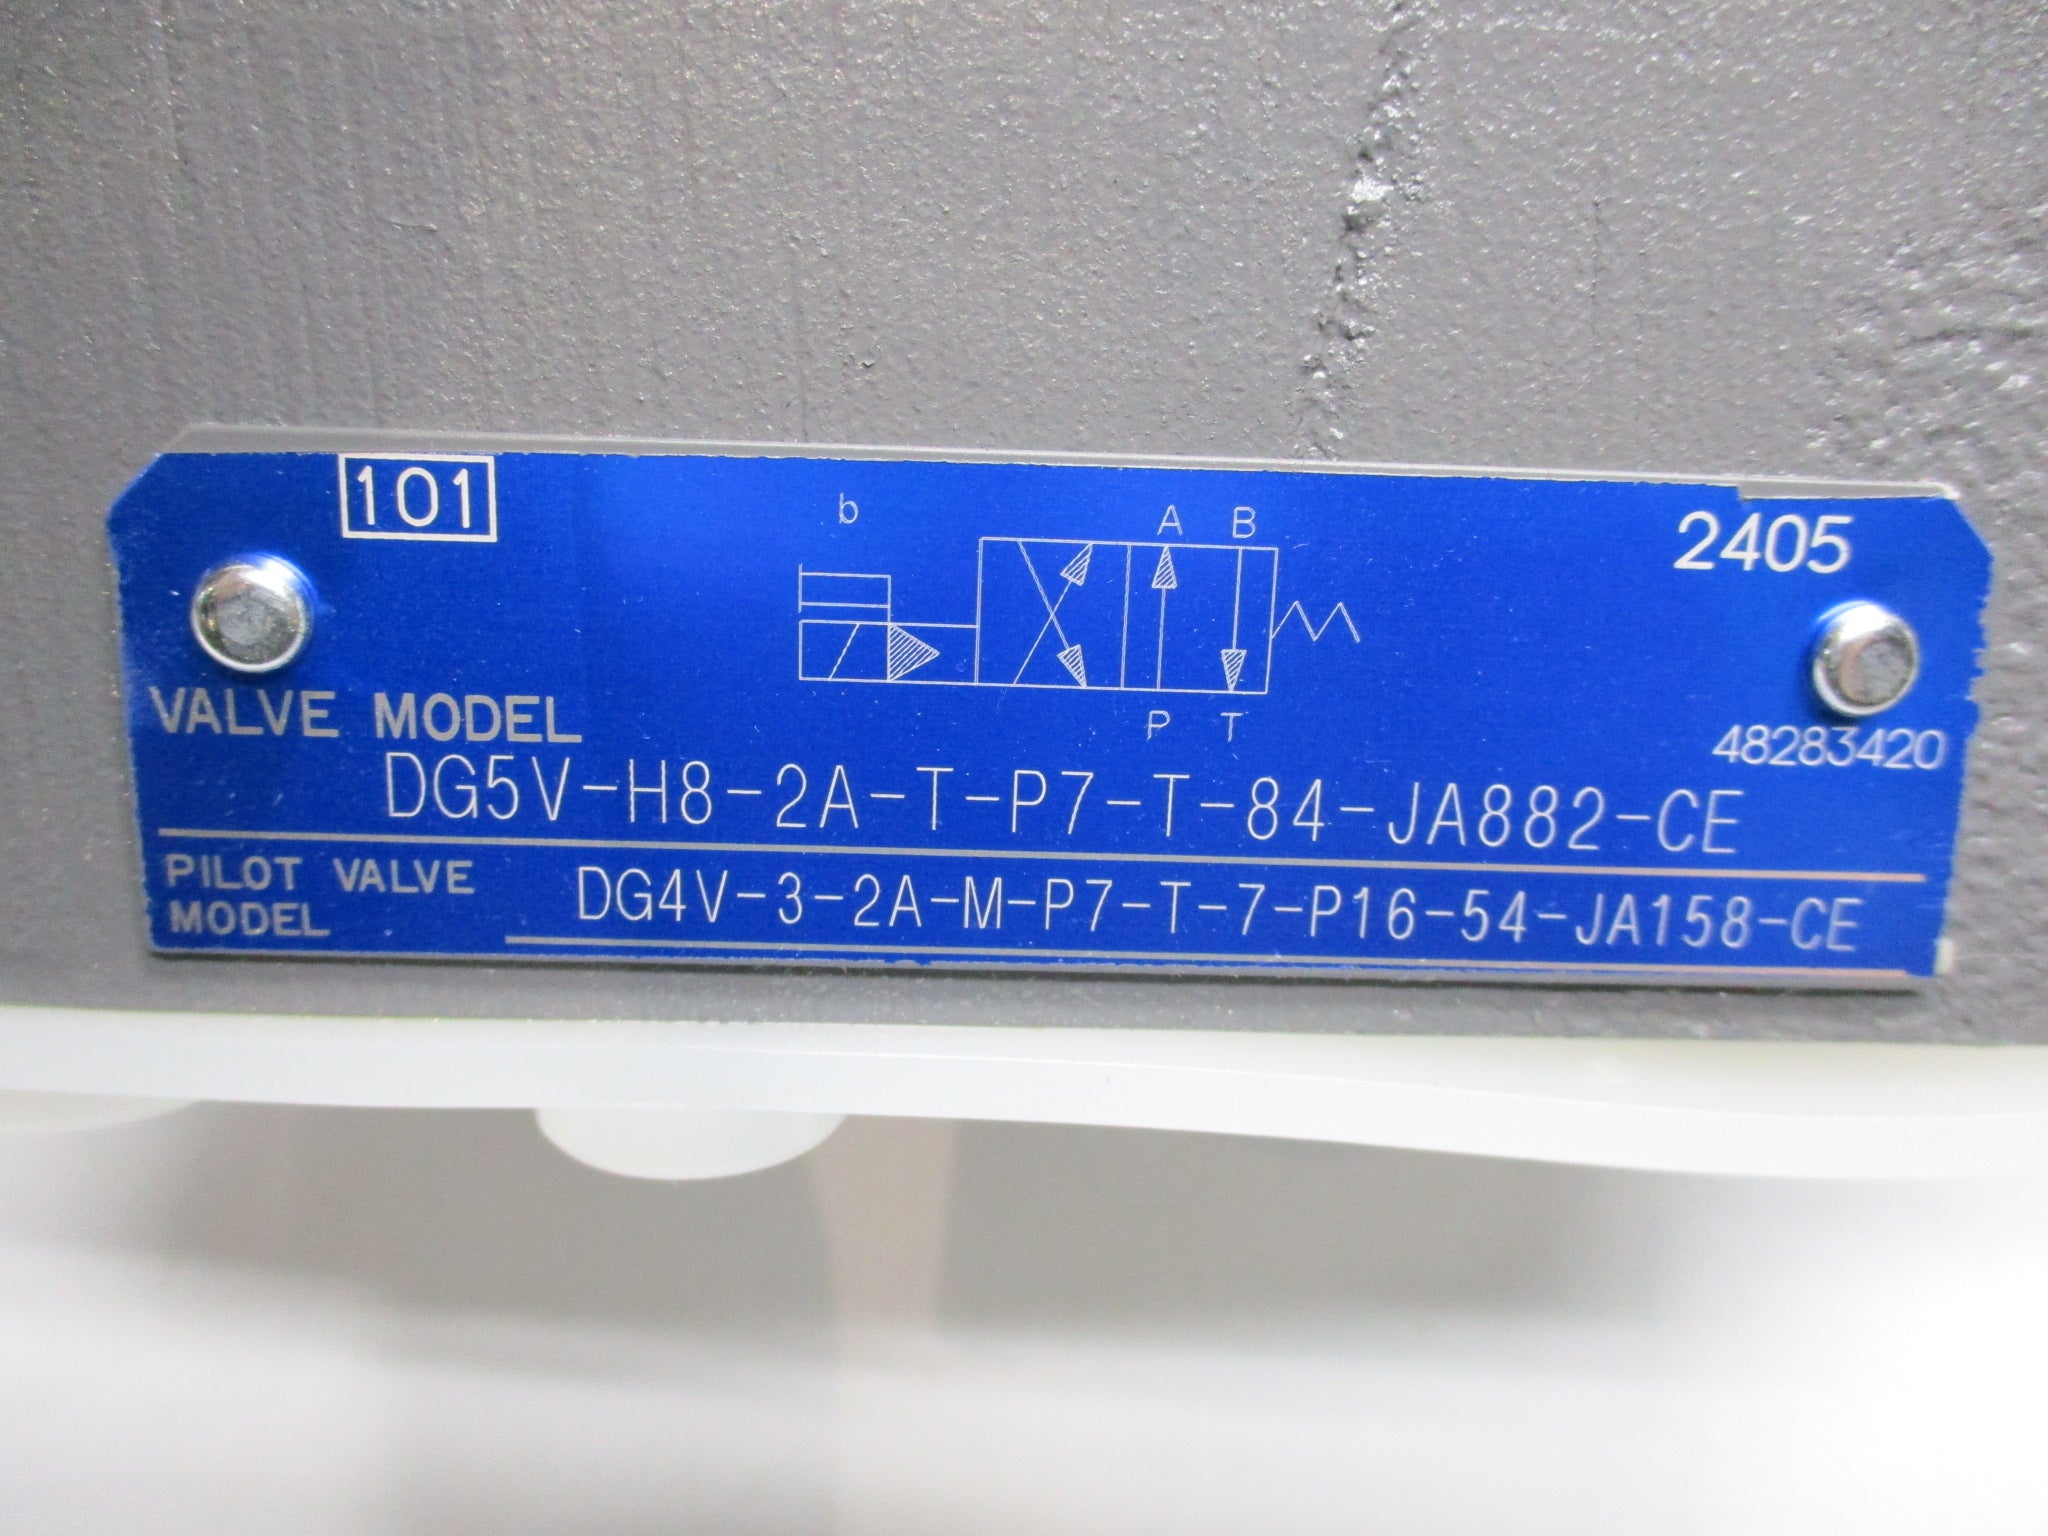 101
b
A B
2405
P T
48283420
VALVE MODEL
DG5V-H8-2A-T-P7-T-84-JA882-CE
PILOT VALVE
MODEL
DG4V-3-2A-M-P7-T-7-P16-54-JA158-CE